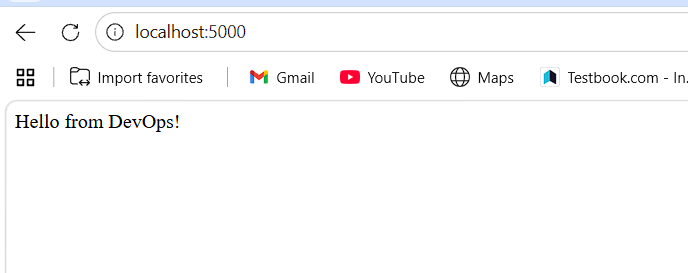 localhost:5000
Import favorites Gmail YouTube Maps Testbook.com - In.
Hello from DevOps!